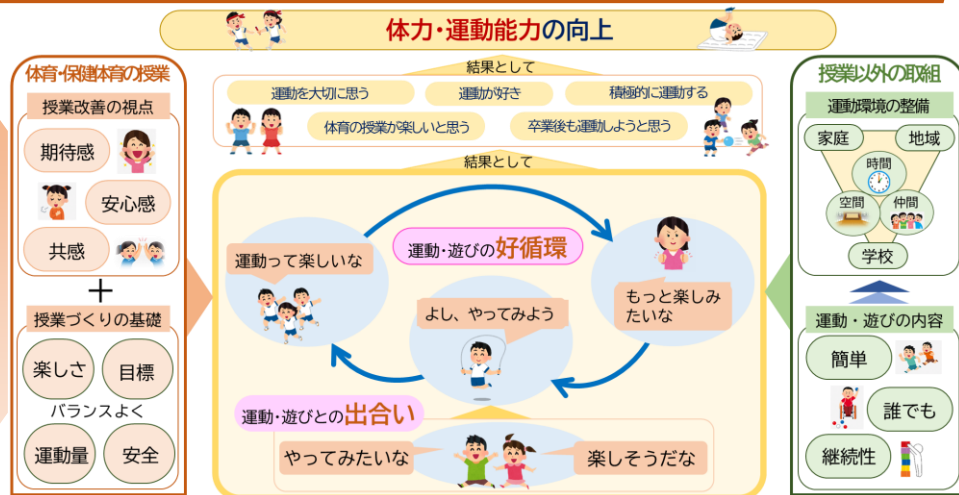 体力・運動能力の向上
結果として
運動を大切に思う
運動が好き
積極的に運動する
体育の授業が楽しいと思う
卒業後も運動しようと思う
結果として
体育・保健体育の授業
授業改善の視点
期待感
安心感
共感
＋
授業づくりの基礎
楽しさ
目標
バランスよく
運動量
安全
運動・遊びの好循環
運動って楽しいな
よし、やってみよう
もっと楽しみ
たいな
運動・遊びとの出合い
やってみたいな
楽しそうだな
授業以外の取組
運動環境の整備
家庭
地域
時間
空間
仲間
学校
運動・遊びの内容
簡単
誰でも
継続性